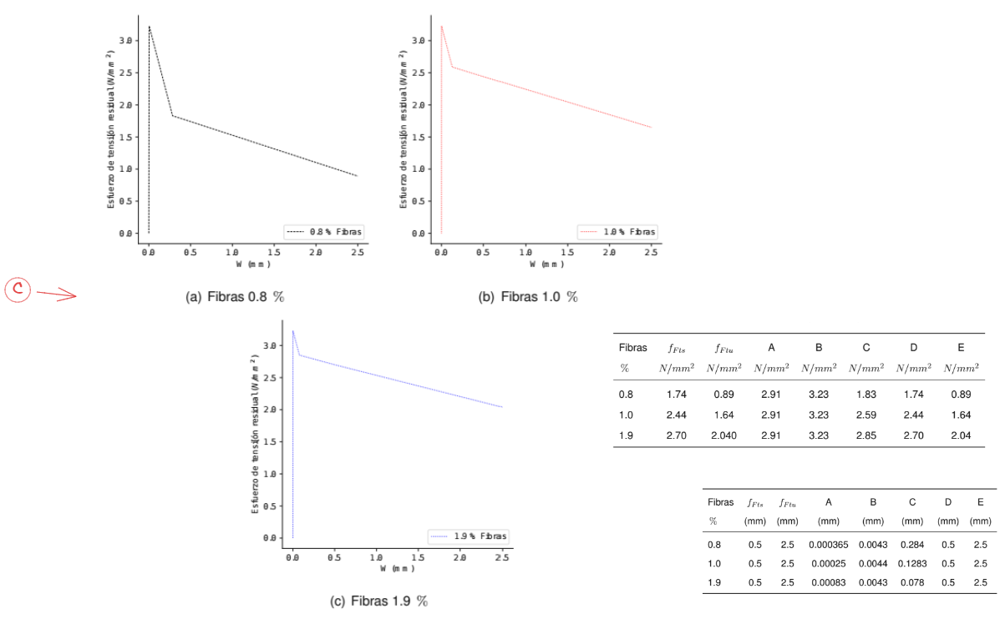 Esfuerzo de tensión residual (N/mm²)
3.0
2.5
2.0
1.5
1.0
0.5
0.0
0.8 % Fibras
0.0 0.5 1.0 1.5 2.0 2.5
W (mm)
(a) Fibras 0.8 %
Esfuerzo de tensión residual (N/mm²)
3.0
2.5
2.0
1.5
1.0
0.5
0.0
1.0 % Fibras
0.0 0.5 1.0 1.5 2.0 2.5
W (mm)
(b) Fibras 1.0 %
C
Esfuerzo de tensión residual (N/mm²)
3.0
2.5
2.0
1.5
1.0
0.5
0.0
1.9 % Fibras
0.0 0.5 1.0 1.5 2.0 2.5
W (mm)
(c) Fibras 1.9 %
Fibras f_Fts f_Ftu A B C D E
% N/mm² N/mm² N/mm² N/mm² N/mm² N/mm² N/mm²
0.8 1.74 0.89 2.91 3.23 1.83 1.74 0.89
1.0 2.44 1.64 2.91 3.23 2.59 2.44 1.64
1.9 2.70 2.040 2.91 3.23 2.85 2.70 2.04
Fibras f_Fts f_Ftu A B C D E
% (mm) (mm) (mm) (mm) (mm) (mm) (mm)
0.8 0.5 2.5 0.000365 0.0043 0.284 0.5 2.5
1.0 0.5 2.5 0.00025 0.0044 0.1283 0.5 2.5
1.9 0.5 2.5 0.00083 0.0043 0.078 0.5 2.5